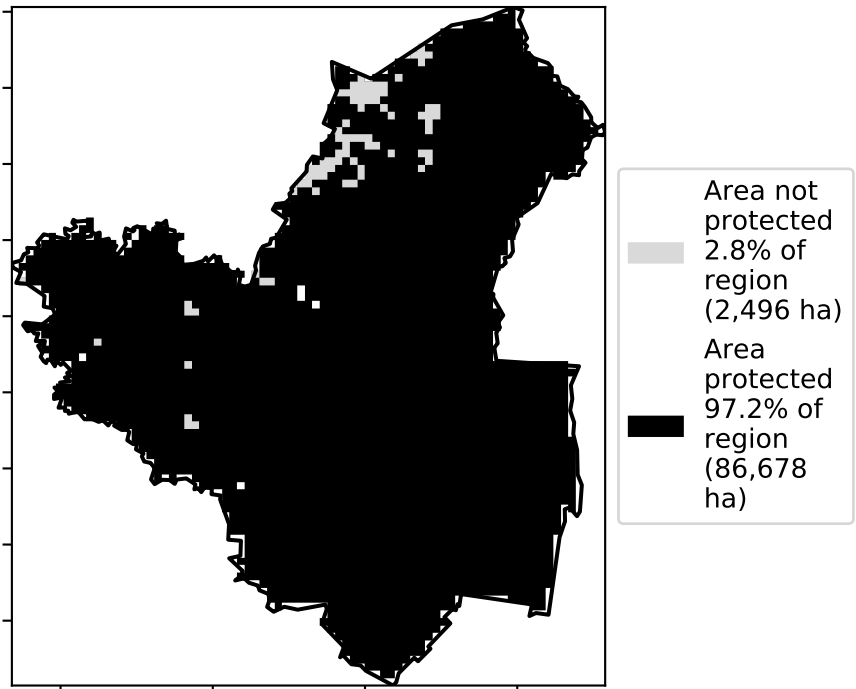 Area not
protected
2.8% of
region
(2,496 ha)
Area
protected
97.2% of
region
(86,678
ha)